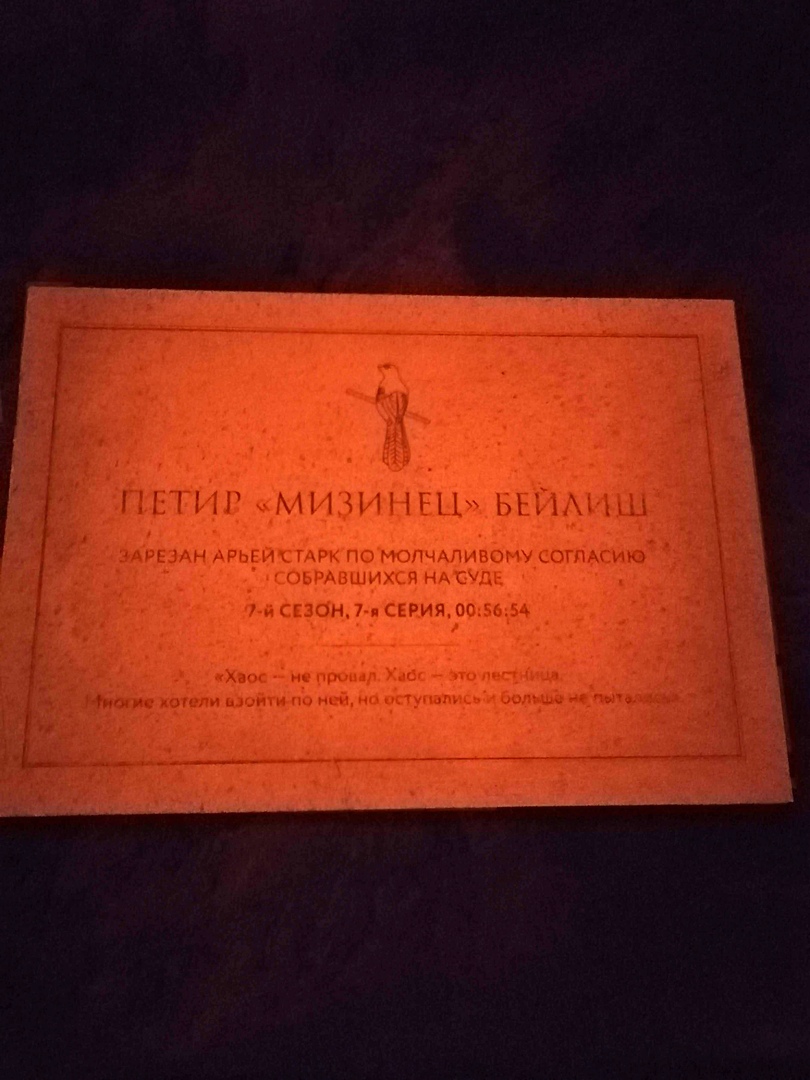 ПЕТИР «МИЗИНЕЦ» БЕЙЛИШ
ЗАРЕЗАН АРЬЕЙ СТАРК ПО МОЛЧАЛИВОМУ СОГЛАСИЮ
СОБРАВШИХСЯ НА СУДЕ
7-й СЕЗОН, 7-я СЕРИЯ, 00:56:54
«Хаос — не провал. Хаос — это лестница.
Многие хотели взойти по ней, но оступались и больше не пытались»